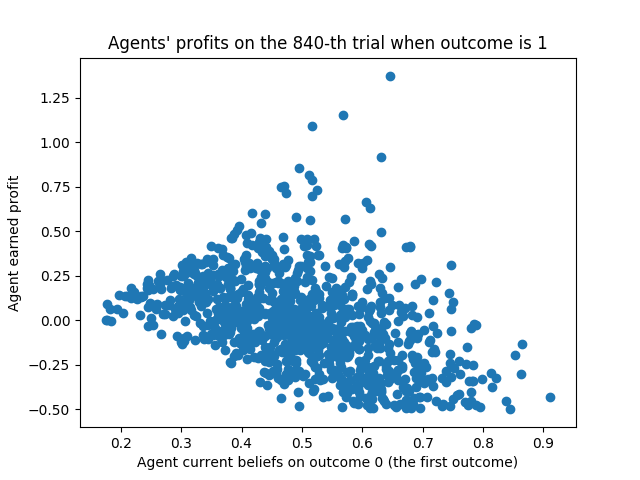 Agents' profits on the 840-th trial when outcome is 1
Agent earned profit
1.25
1.00
0.75
0.50
0.25
0.00
−0.25
−0.50
0.2 0.3 0.4 0.5 0.6 0.7 0.8 0.9
Agent current beliefs on outcome 0 (the first outcome)